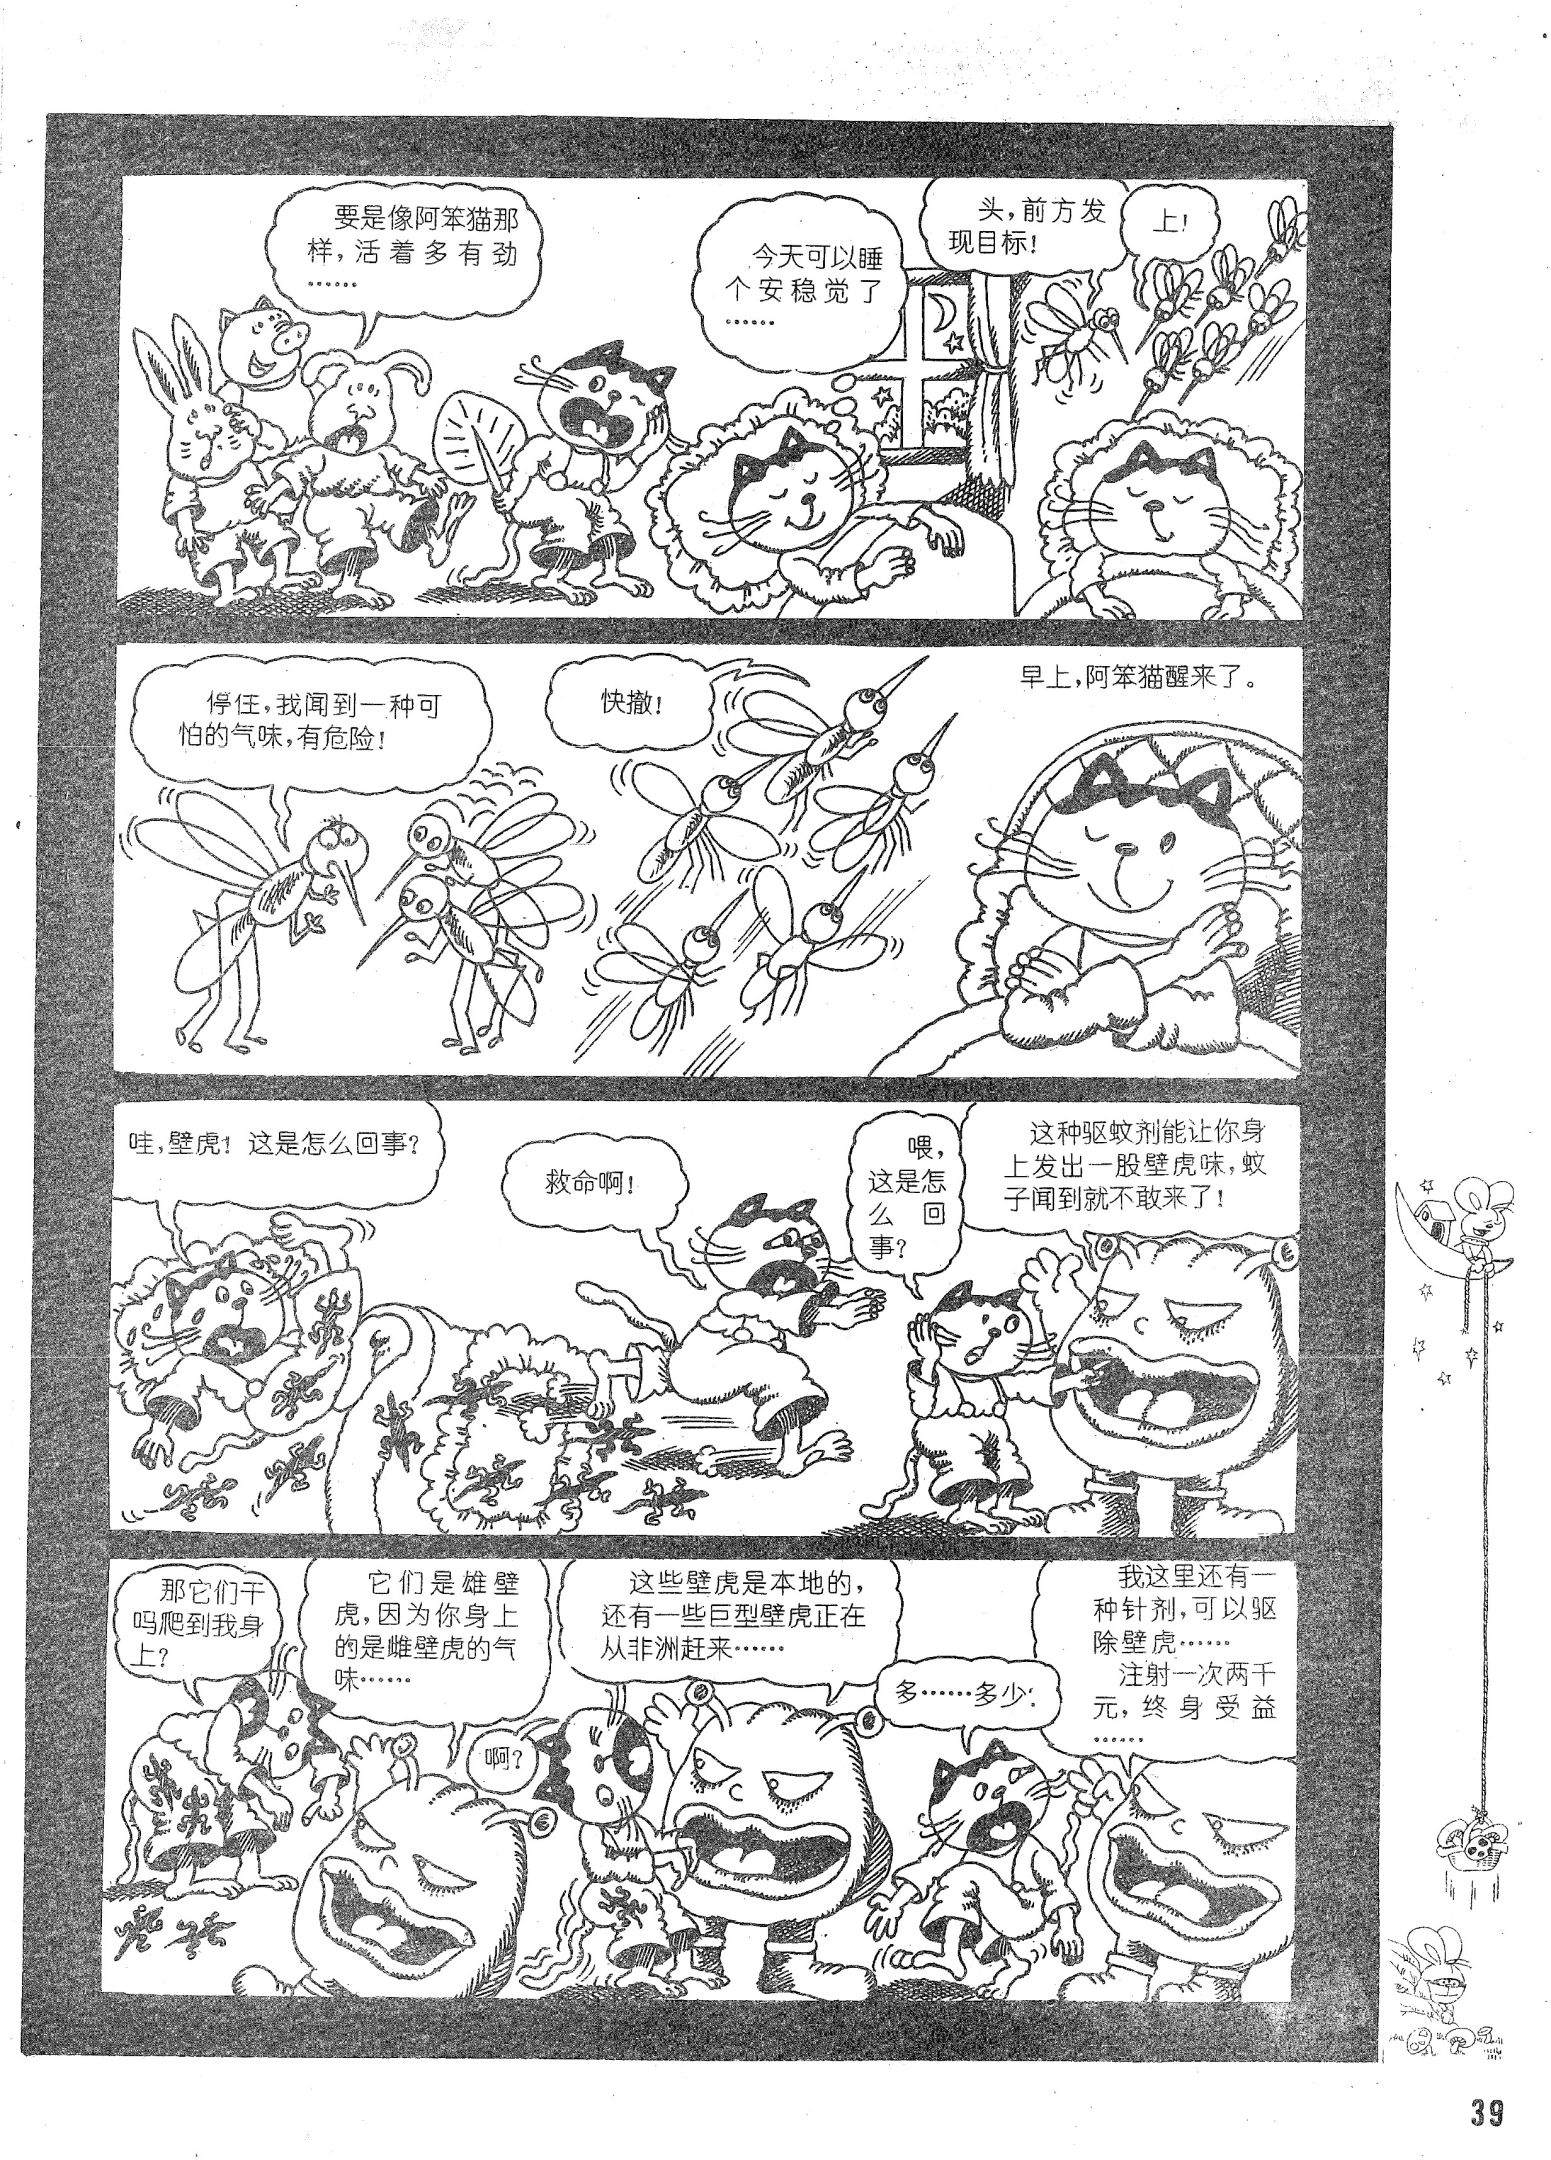 要是像阿笨猫那
样，活着多有劲
……
今天可以睡
个安稳觉了
……
头，前方发
现目标！
上！
停住，我闻到一种可
怕的气味，有危险！
快撤！
早上，阿笨猫醒来了。
哇，壁虎！这是怎么回事？
救命啊！
喂，
这是怎
么回
事？
这种驱蚊剂能让你身
上发出一股壁虎味，蚊
子闻到就不敢来了！
那它们干
吗爬到我身
上？
它们是雄壁
虎，因为你身上
的是雌壁虎的气
味……
啊？
这些壁虎是本地的，
还有一些巨型壁虎正在
从非洲赶来……
多……多少？
我这里还有一
种针剂，可以驱
除壁虎……
注射一次两千
元，终身受益
……
39